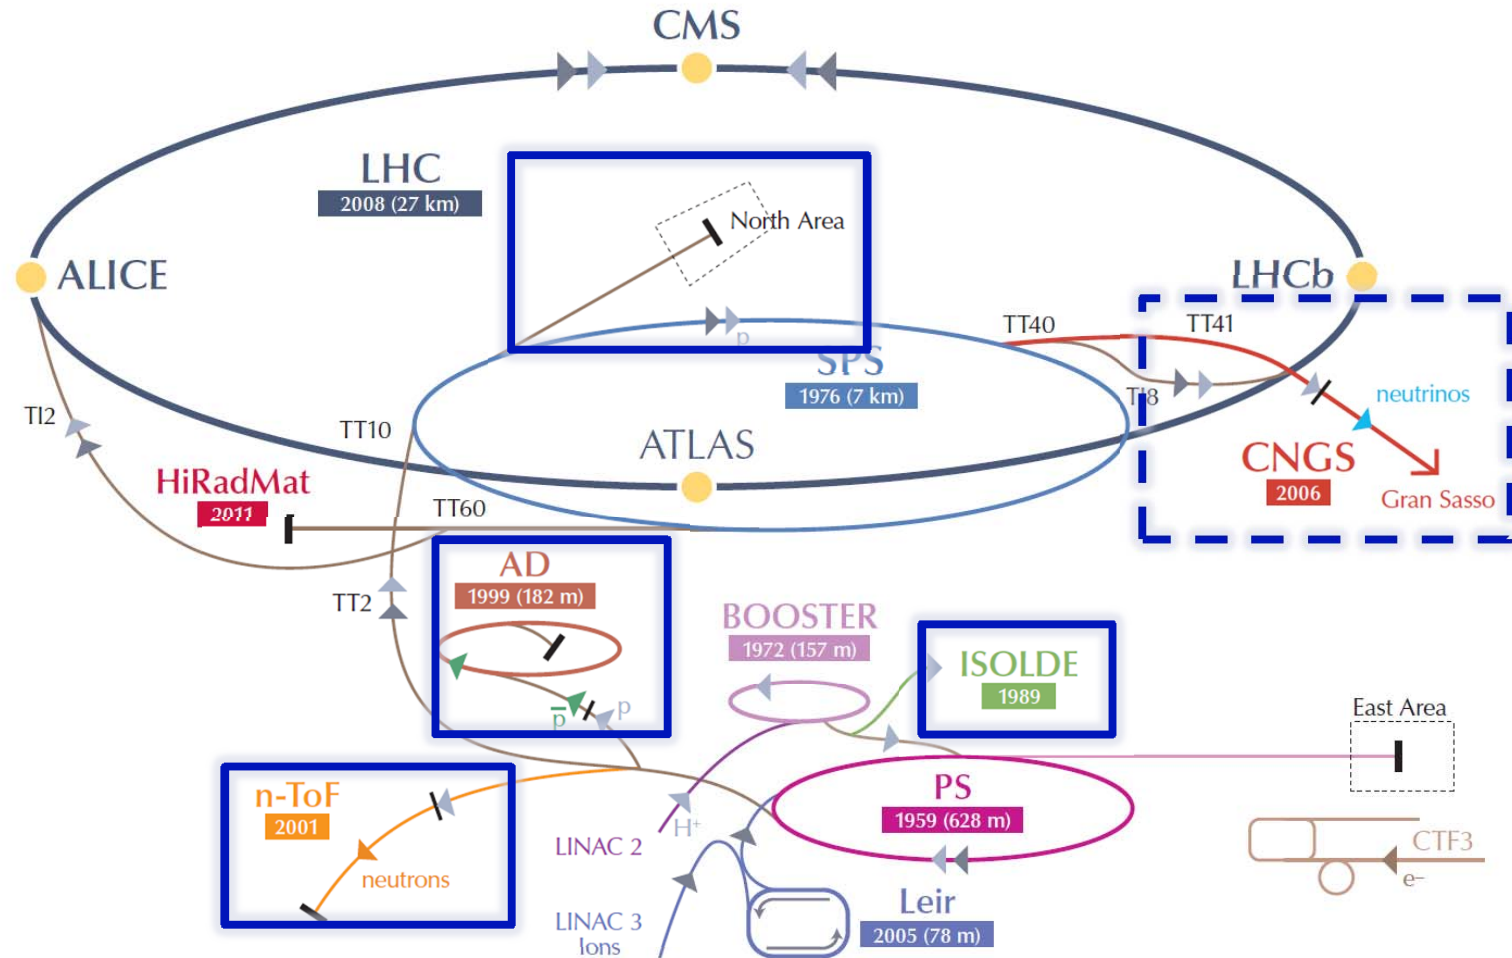 CMS
LHC
2008 (27 km)
North Area
ALICE
LHCb
p
TT40
TT41
SPS
1976 (7 km)
TI8
neutrinos
TI2
TT10
ATLAS
CNGS
2006
Gran Sasso
HiRadMat
2011
TT60
AD
1999 (182 m)
TT2
BOOSTER
1972 (157 m)
ISOLDE
1989
p̅
p
East Area
n-ToF
2001
PS
1959 (628 m)
LINAC 2
H⁺
neutrons
CTF3
e⁻
LINAC 3
Ions
Leir
2005 (78 m)